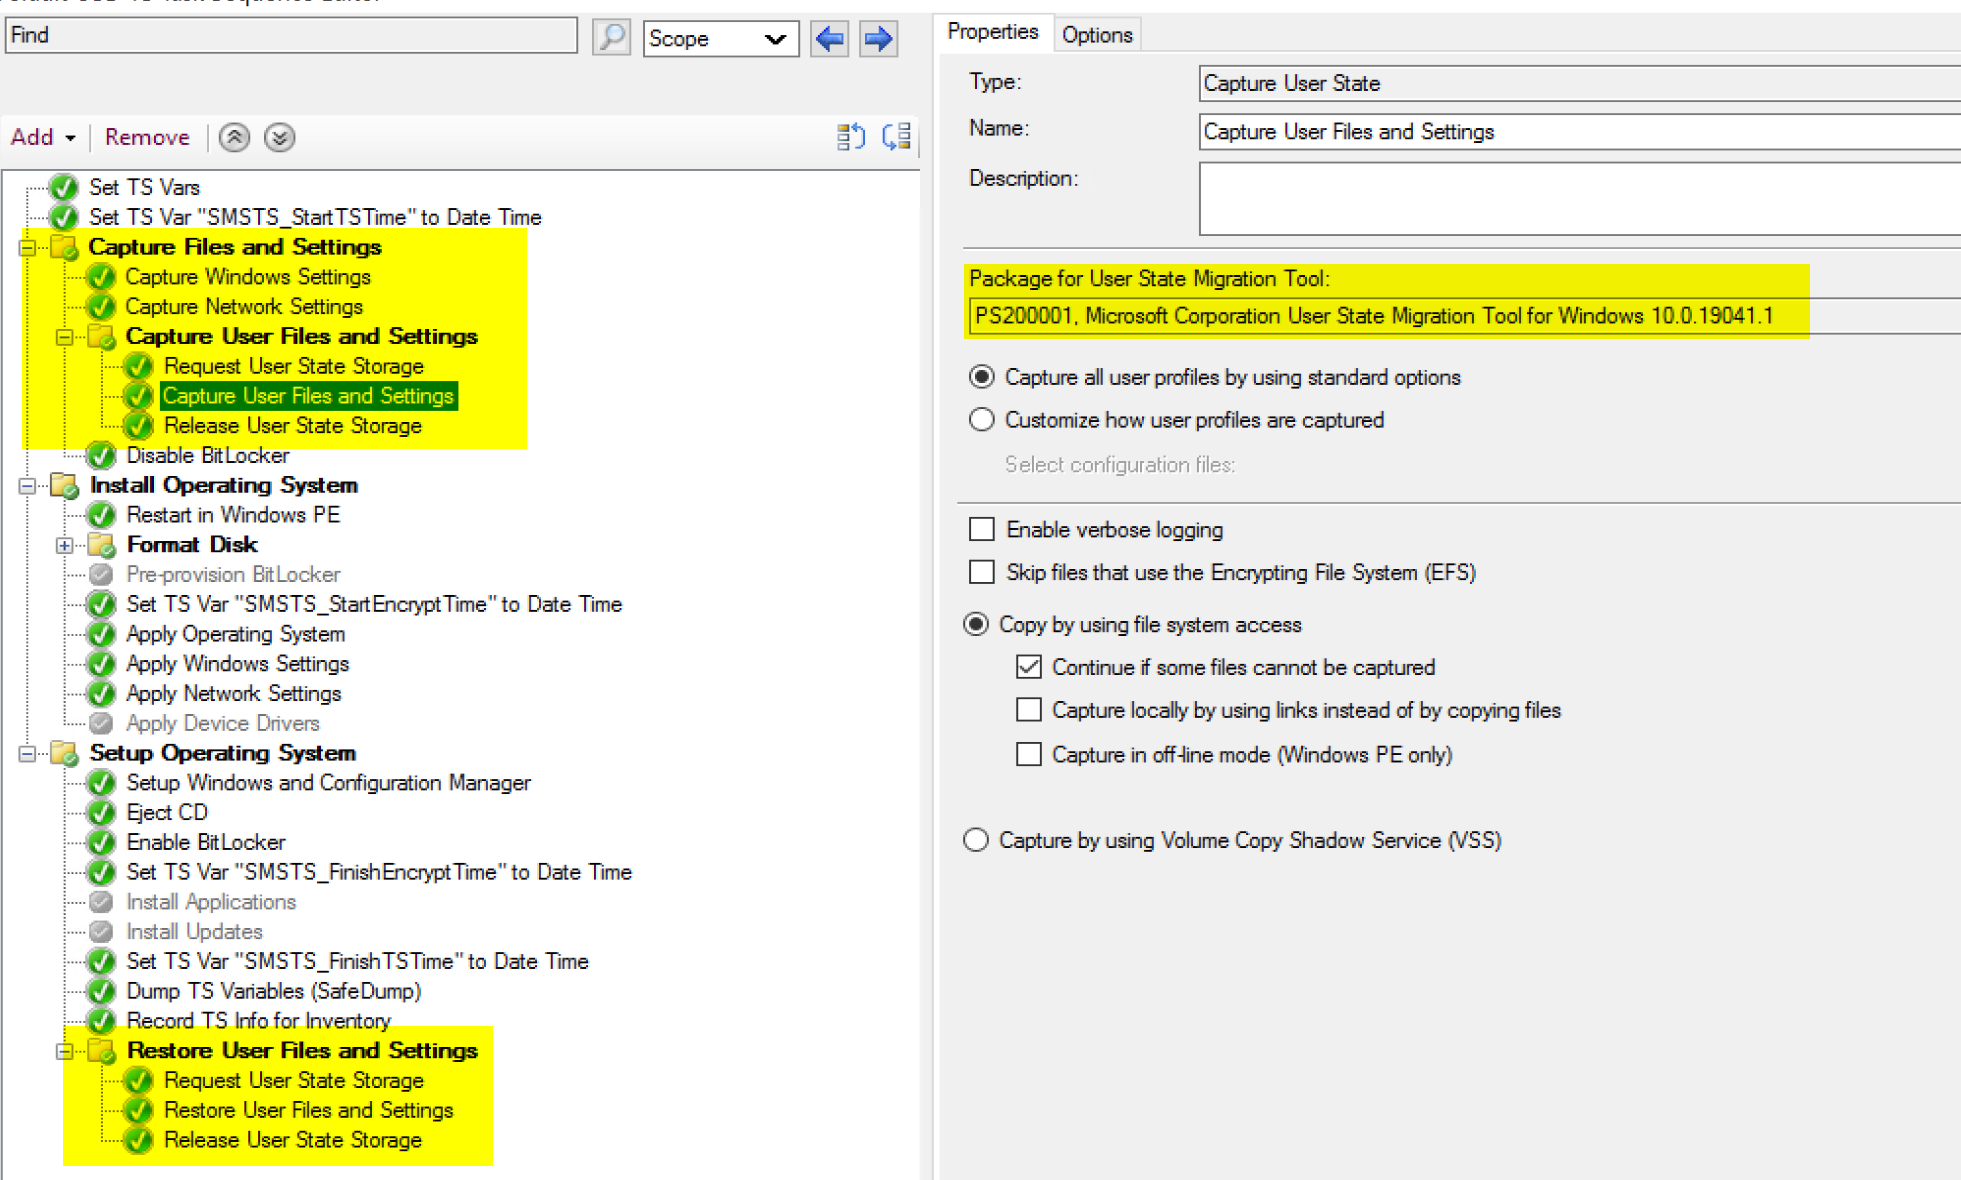 Find
Scope
Add
Remove
Set TS Vars
Set TS Var "SMSTS_StartTSTime" to Date Time
Capture Files and Settings
Capture Windows Settings
Capture Network Settings
Capture User Files and Settings
Request User State Storage
Capture User Files and Settings
Release User State Storage
Disable BitLocker
Install Operating System
Restart in Windows PE
Format Disk
Pre-provision BitLocker
Set TS Var "SMSTS_StartEncryptTime" to Date Time
Apply Operating System
Apply Windows Settings
Apply Network Settings
Apply Device Drivers
Setup Operating System
Setup Windows and Configuration Manager
Eject CD
Enable BitLocker
Set TS Var "SMSTS_FinishEncryptTime" to Date Time
Install Applications
Install Updates
Set TS Var "SMSTS_FinishTSTime" to Date Time
Dump TS Variables (SafeDump)
Record TS Info for Inventory
Restore User Files and Settings
Request User State Storage
Restore User Files and Settings
Release User State Storage
Properties
Options
Type:
Capture User State
Name:
Capture User Files and Settings
Description:
Package for User State Migration Tool:
PS200001, Microsoft Corporation User State Migration Tool for Windows 10.0.19041.1
Capture all user profiles by using standard options
Customize how user profiles are captured
Select configuration files:
Enable verbose logging
Skip files that use the Encrypting File System (EFS)
Copy by using file system access
Continue if some files cannot be captured
Capture locally by using links instead of by copying files
Capture in off-line mode (Windows PE only)
Capture by using Volume Copy Shadow Service (VSS)